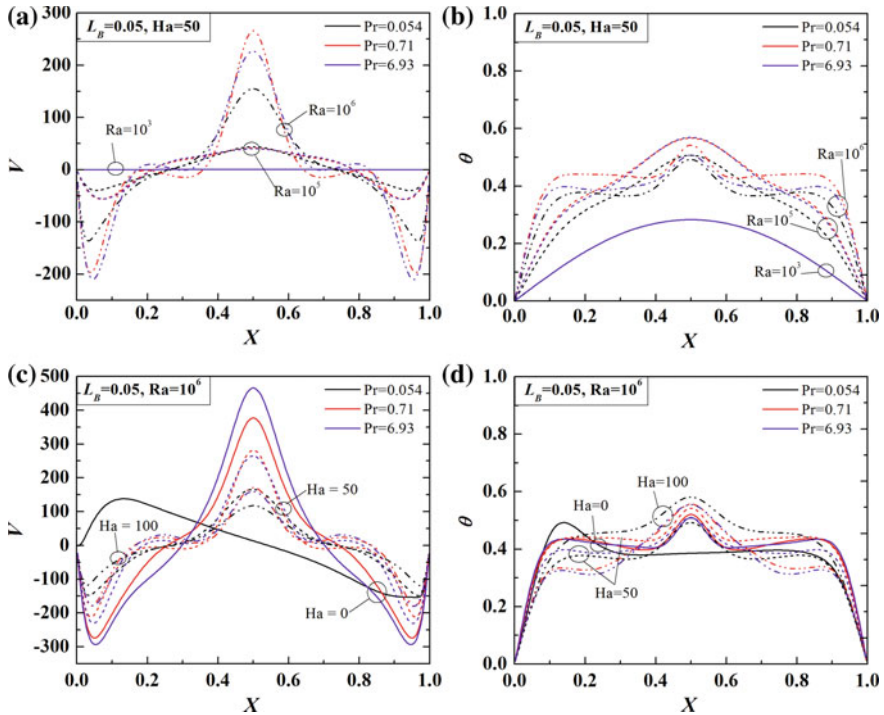 (a)
L_B=0.05, Ha=50
Pr=0.054
Pr=0.71
Pr=6.93
Ra=10^6
Ra=10^3
Ra=10^5
V
300
200
100
0
-100
-200
0.0 0.2 0.4 0.6 0.8 1.0
X
(b)
L_B=0.05, Ha=50
Pr=0.054
Pr=0.71
Pr=6.93
Ra=10^6
Ra=10^5
Ra=10^3
θ
1.0
0.8
0.6
0.4
0.2
0.0
0.0 0.2 0.4 0.6 0.8 1.0
X
(c)
L_B=0.05, Ra=10^6
Pr=0.054
Pr=0.71
Pr=6.93
Ha = 50
Ha = 100
Ha = 0
V
500
400
300
200
100
0
-100
-200
-300
0.0 0.2 0.4 0.6 0.8 1.0
X
(d)
L_B=0.05, Ra=10^6
Pr=0.054
Pr=0.71
Pr=6.93
Ha=100
Ha=0
Ha=50
θ
1.0
0.8
0.6
0.4
0.2
0.0
0.0 0.2 0.4 0.6 0.8 1.0
X